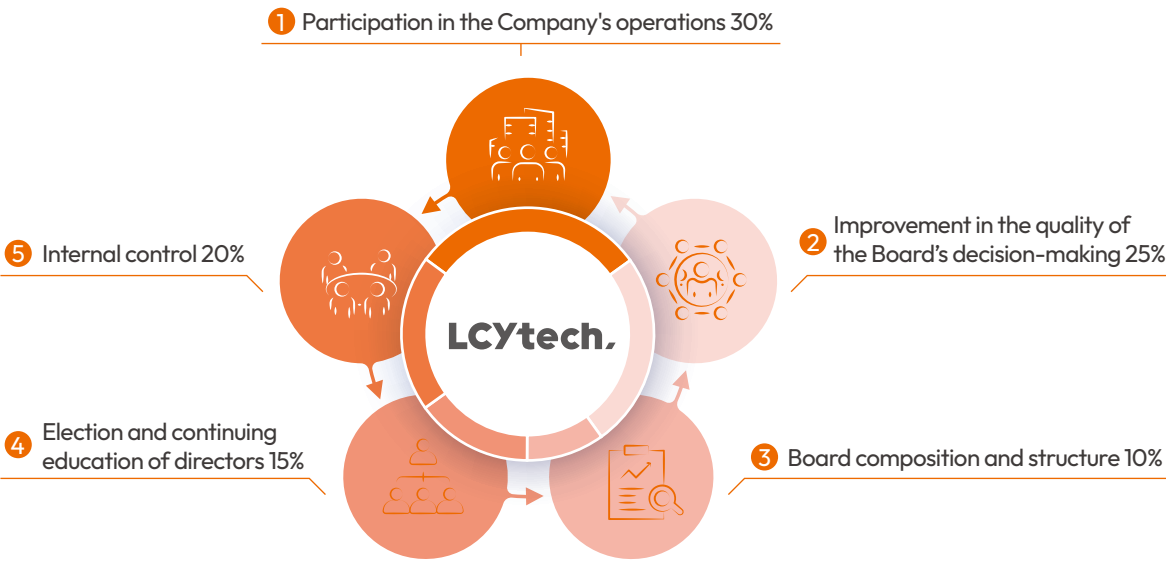 1 Participation in the Company's operations 30%
2 Improvement in the quality of
the Board’s decision-making 25%
3 Board composition and structure 10%
4 Election and continuing
education of directors 15%
5 Internal control 20%
LCYtech